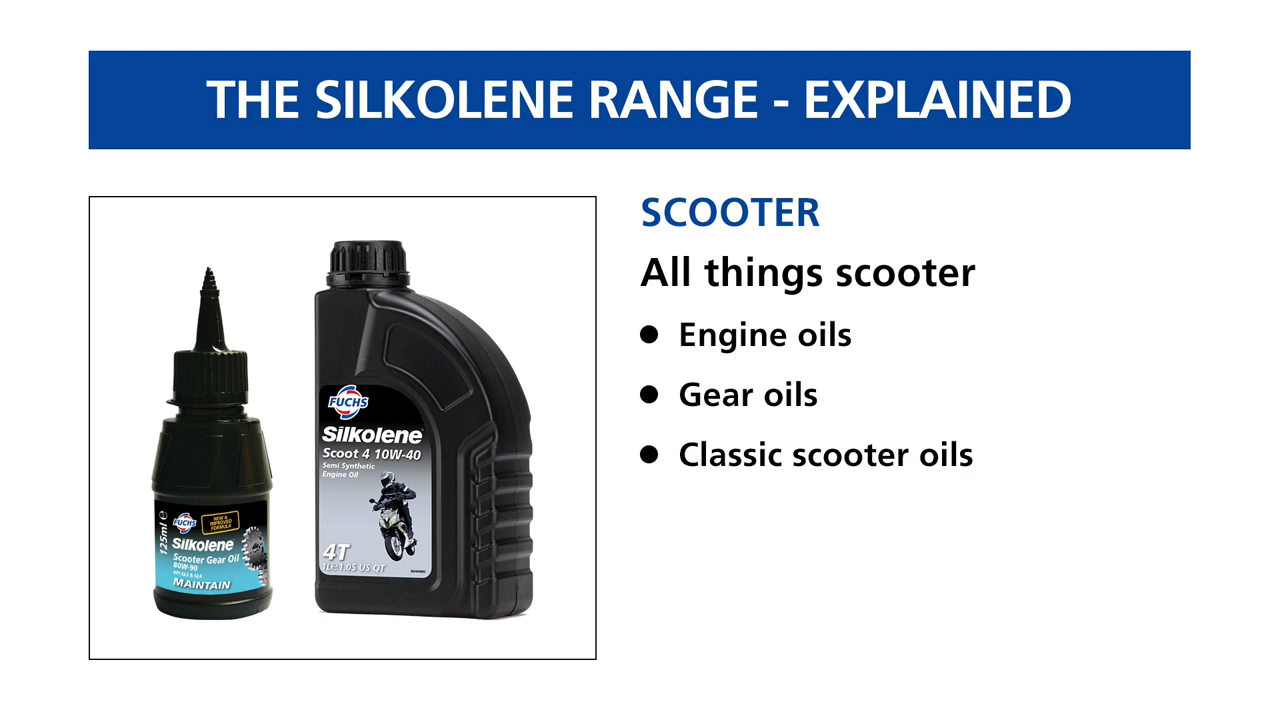 THE SILKOLENE RANGE - EXPLAINED
SCOOTER
All things scooter
● Engine oils
● Gear oils
● Classic scooter oils
FUCHS
Silkolene
Scoot 4 10W-40
Semi Synthetic
Engine Oil
4T
1L℮ 1.05 US QT
125ml ℮
FUCHS
NEW &
IMPROVED
FORMULA
Silkolene
Scooter Gear Oil
80W-90
MAINTAIN